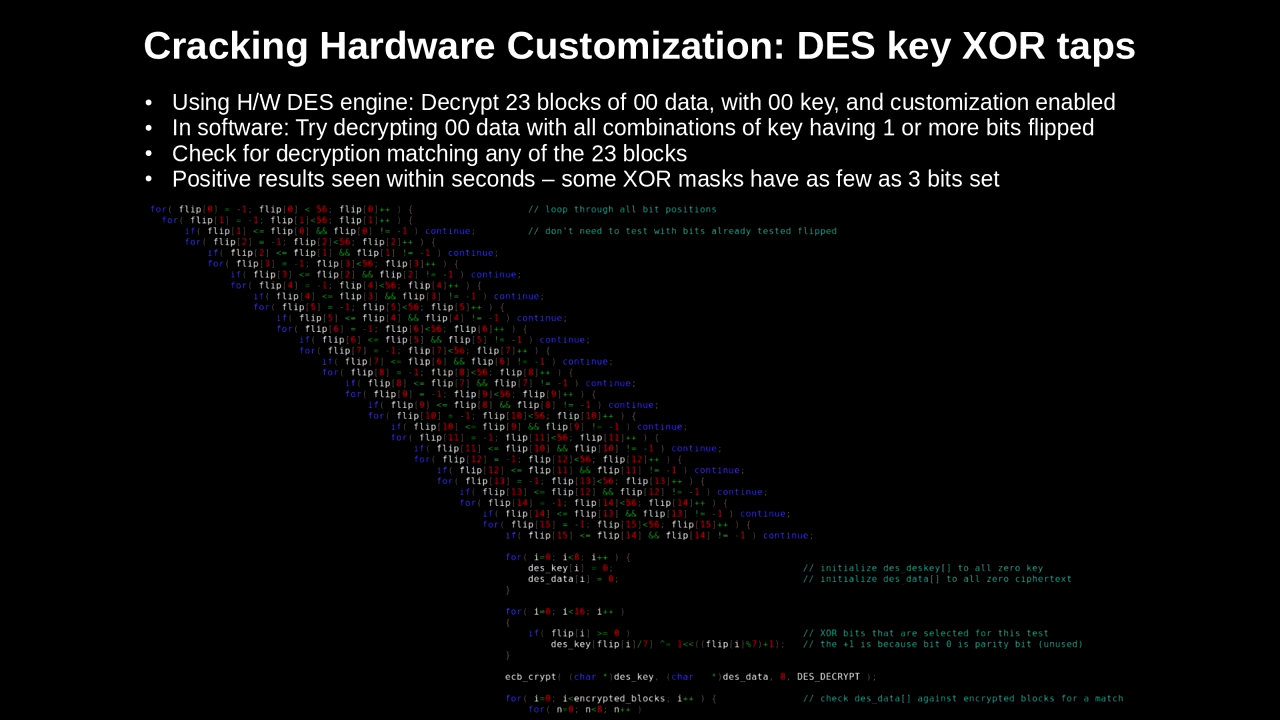 Cracking Hardware Customization: DES key XOR taps
• Using H/W DES engine: Decrypt 23 blocks of 00 data, with 00 key, and customization enabled
• In software: Try decrypting 00 data with all combinations of key having 1 or more bits flipped
• Check for decryption matching any of the 23 blocks
• Positive results seen within seconds – some XOR masks have as few as 3 bits set
for( flip[0] = -1; flip[0] < 56; flip[0]++ ) { // loop through all bit positions
for( flip[1] = -1; flip[1]<56; flip[1]++ ) {
if( flip[1] <= flip[0] && flip[0] != -1 ) continue; // don't need to test with bits already tested flipped
for( flip[2] = -1; flip[2]<56; flip[2]++ ) {
if( flip[2] <= flip[1] && flip[1] != -1 ) continue;
for( flip[3] = -1; flip[3]<56; flip[3]++ ) {
if( flip[3] <= flip[2] && flip[2] != -1 ) continue;
for( flip[4] = -1; flip[4]<56; flip[4]++ ) {
if( flip[4] <= flip[3] && flip[3] != -1 ) continue;
for( flip[5] = -1; flip[5]<56; flip[5]++ ) {
if( flip[5] <= flip[4] && flip[4] != -1 ) continue;
for( flip[6] = -1; flip[6]<56; flip[6]++ ) {
if( flip[6] <= flip[5] && flip[5] != -1 ) continue;
for( flip[7] = -1; flip[7]<56; flip[7]++ ) {
if( flip[7] <= flip[6] && flip[6] != -1 ) continue;
for( flip[8] = -1; flip[8]<56; flip[8]++ ) {
if( flip[8] <= flip[7] && flip[7] != -1 ) continue;
for( flip[9] = -1; flip[9]<56; flip[9]++ ) {
if( flip[9] <= flip[8] && flip[8] != -1 ) continue;
for( flip[10] = -1; flip[10]<56; flip[10]++ ) {
if( flip[10] <= flip[9] && flip[9] != -1 ) continue;
for( flip[11] = -1; flip[11]<56; flip[11]++ ) {
if( flip[11] <= flip[10] && flip[10] != -1 ) continue;
for( flip[12] = -1; flip[12]<56; flip[12]++ ) {
if( flip[12] <= flip[11] && flip[11] != -1 ) continue;
for( flip[13] = -1; flip[13]<56; flip[13]++ ) {
if( flip[13] <= flip[12] && flip[12] != -1 ) continue;
for( flip[14] = -1; flip[14]<56; flip[14]++ ) {
if( flip[14] <= flip[13] && flip[13] != -1 ) continue;
for( flip[15] = -1; flip[15]<56; flip[15]++ ) {
if( flip[15] <= flip[14] && flip[14] != -1 ) continue;
for( i=0; i<8; i++ ) {
des_key[i] = 0; // initialize des_deskey[] to all zero key
des_data[i] = 0; // initialize des_data[] to all zero ciphertext
}
for( i=0; i<16; i++ )
{
if( flip[i] >= 0 ) // XOR bits that are selected for this test
des_key[flip[i]/7] ^= 1<<((flip[i]%7)+1); // the +1 is because bit 0 is parity bit (unused)
}
ecb_crypt( (char *)des_key, (char *)des_data, 8, DES_DECRYPT );
for( i=0; i<encrypted_blocks; i++ ) { // check des_data[] against encrypted blocks for a match
for( n=0; n<8; n++ )